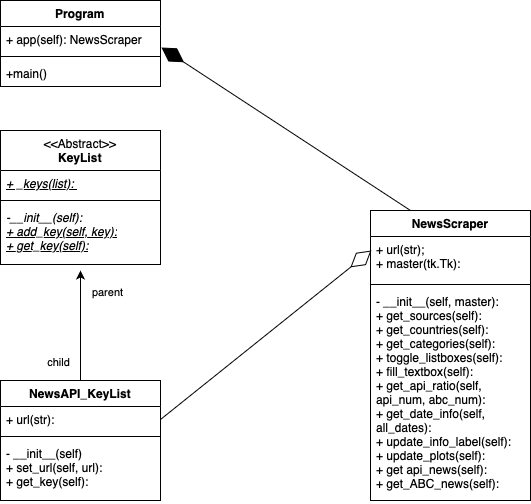 Program
+ app(self): NewsScraper
+main()
<<Abstract>>
KeyList
+ _keys(list):
-__init__(self):
+ add_key(self, key):
+ get_key(self):
parent
child
NewsAPI_KeyList
+ url(str):
- __init__(self)
+ set_url(self, url):
+ get_key(self):
NewsScraper
+ url(str);
+ master(tk.Tk):
- __init__(self, master):
+ get_sources(self):
+ get_countries(self):
+ get_categories(self):
+ toggle_listboxes(self):
+ fill_textbox(self):
+ get_api_ratio(self,
api_num, abc_num):
+ get_date_info(self,
all_dates):
+ update_info_label(self):
+ update_plots(self):
+ get api_news(self):
+ get_ABC_news(self):